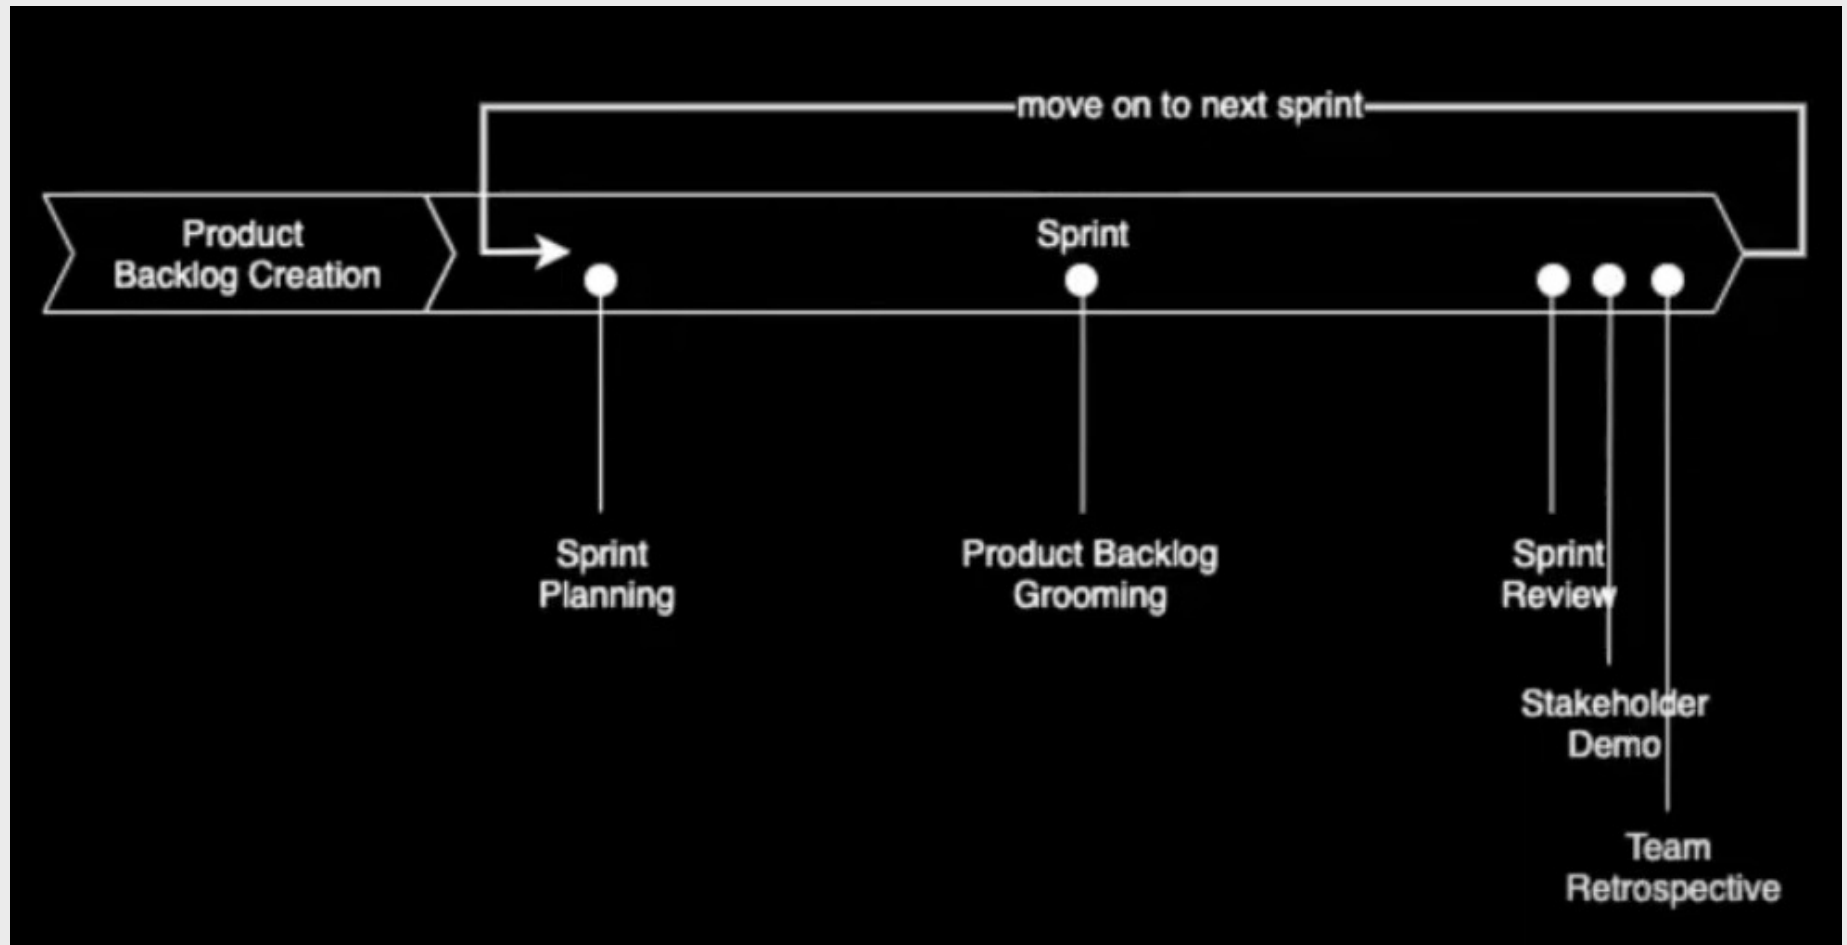 move on to next sprint
Product
Backlog Creation
Sprint
Sprint
Planning
Product Backlog
Grooming
Sprint
Review
Stakeholder
Demo
Team
Retrospective